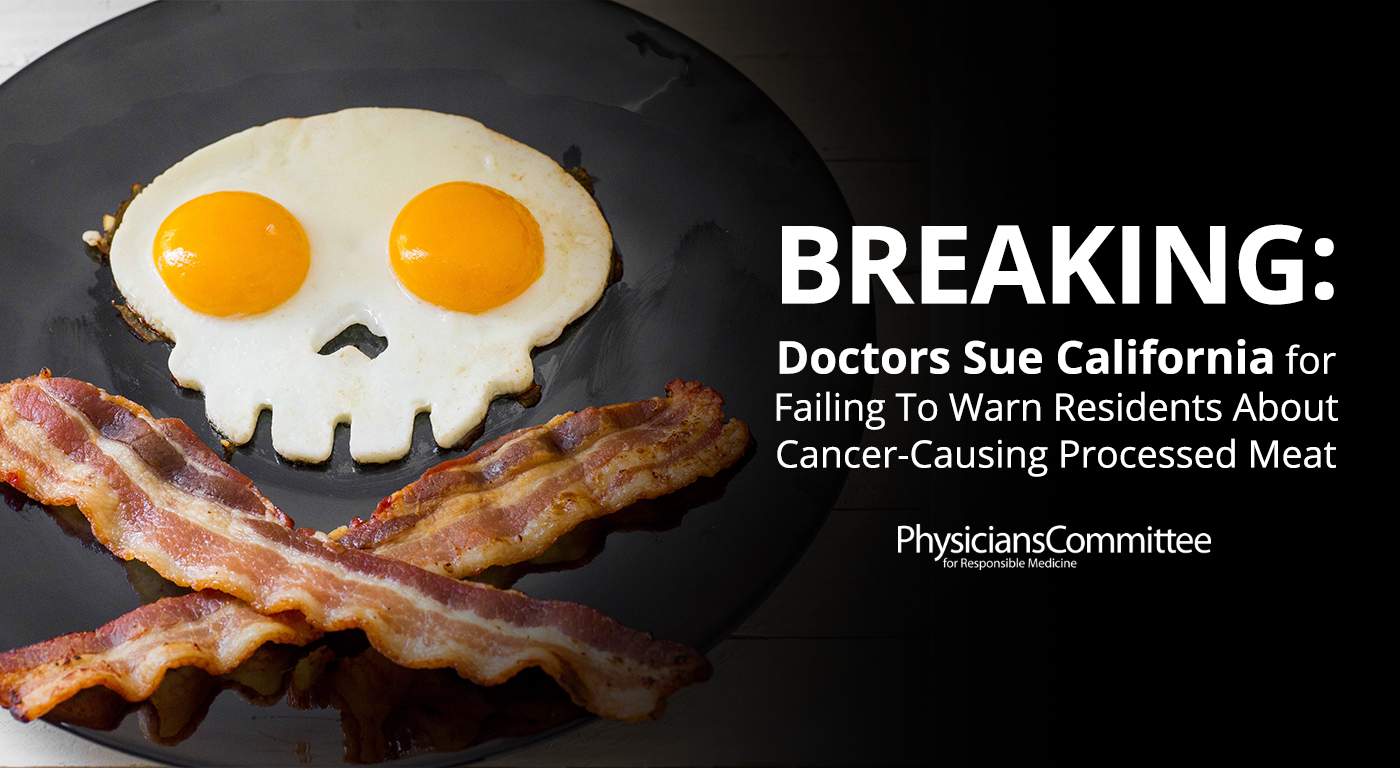 BREAKING:
Doctors Sue California for
Failing To Warn Residents About
Cancer-Causing Processed Meat
PhysiciansCommittee
for Responsible Medicine